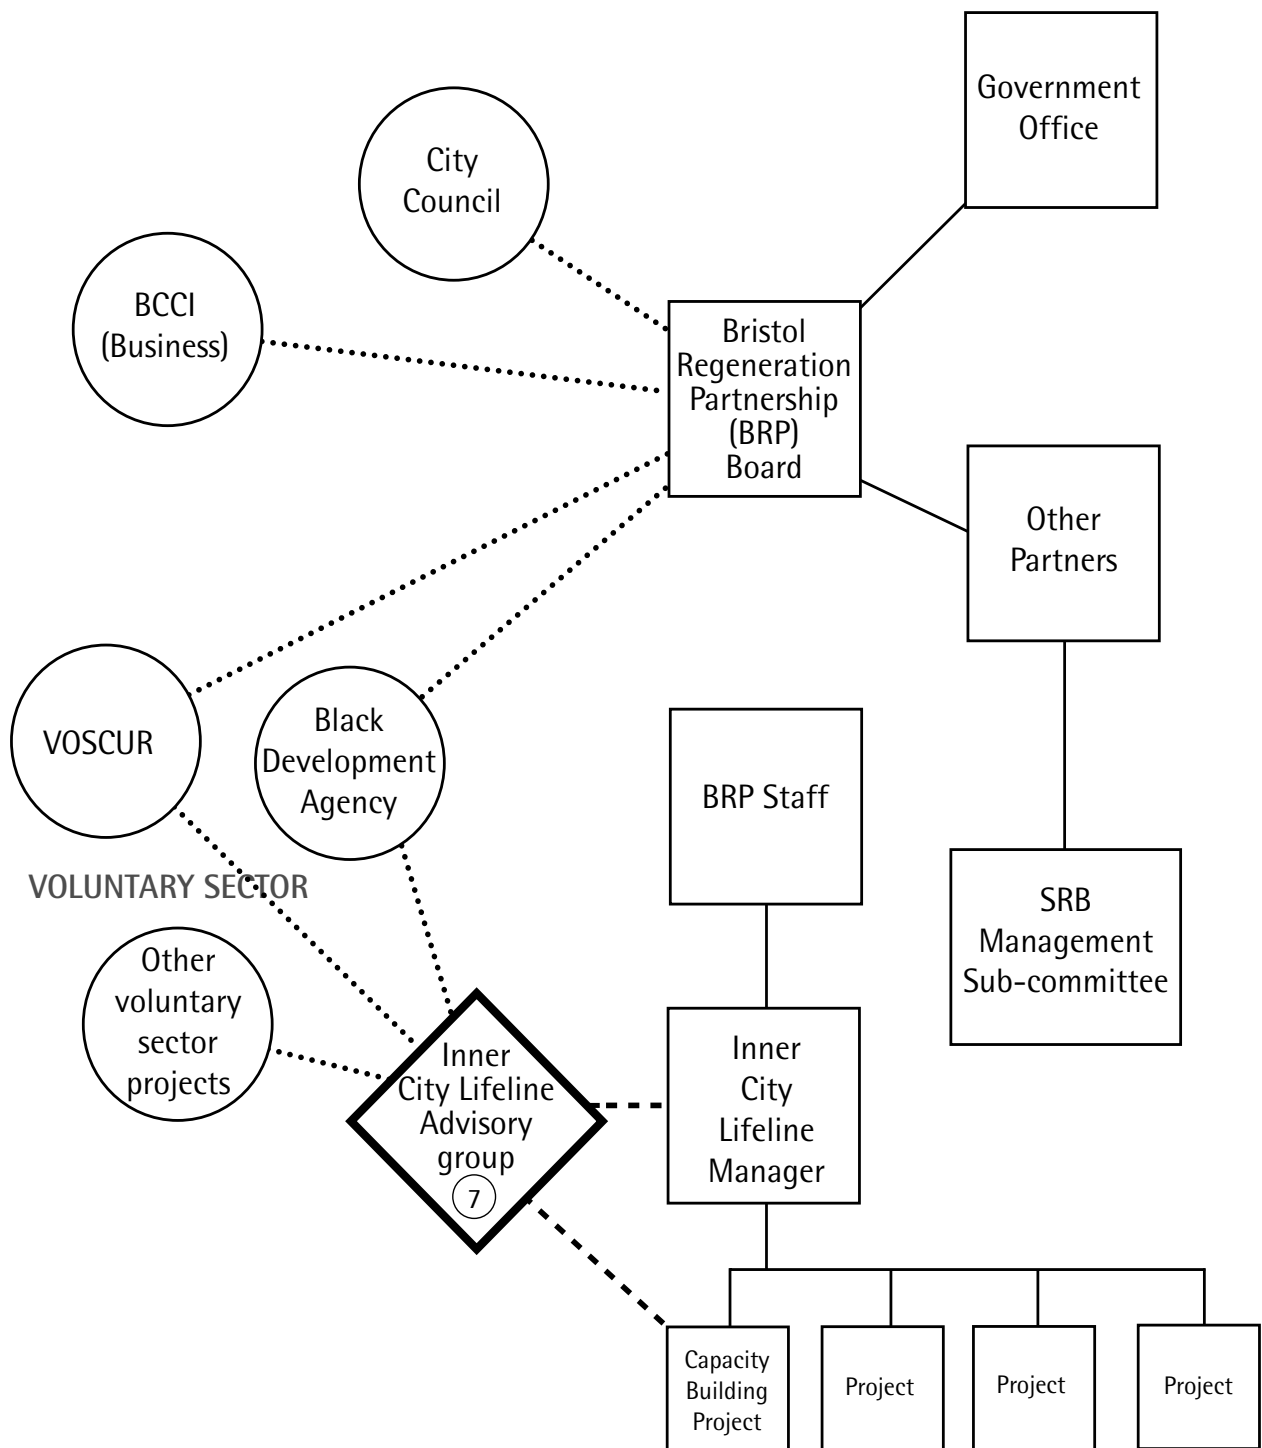 Government
Office
City
Council
BCCI
(Business)
Bristol
Regeneration
Partnership
(BRP)
Board
Other
Partners
VOSCUR
Black
Development
Agency
BRP Staff
VOLUNTARY SECTOR
SRB
Management
Sub-committee
Other
voluntary
sector
projects
Inner
City Lifeline
Advisory
group
7
Inner
City
Lifeline
Manager
Capacity
Building
Project
Project
Project
Project